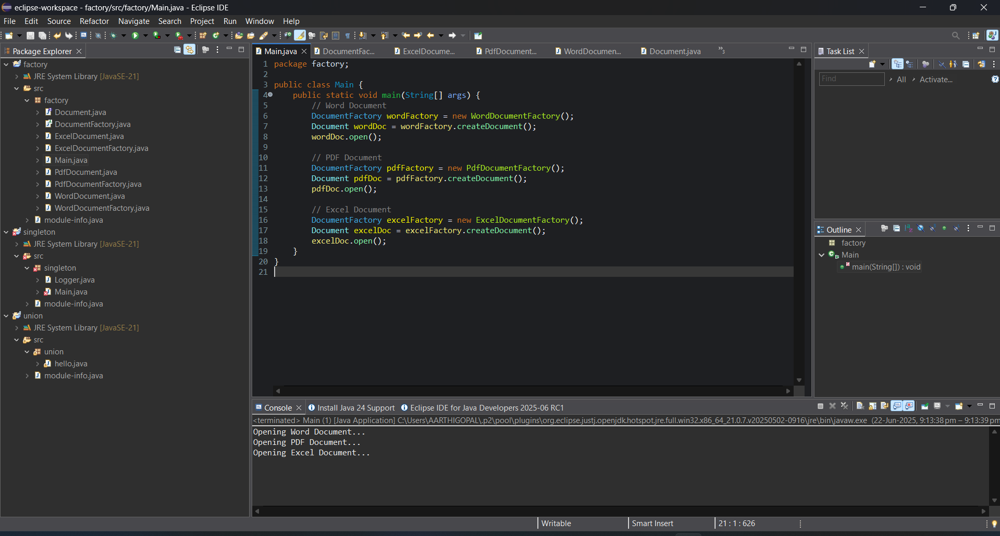 eclipse-workspace - factory/src/factory/Main.java - Eclipse IDE
File Edit Source Refactor Navigate Search Project Run Window Help
Package Explorer
factory
JRE System Library [JavaSE-21]
src
factory
Document.java
DocumentFactory.java
ExcelDocument.java
ExcelDocumentFactory.java
Main.java
PdfDocument.java
PdfDocumentFactory.java
WordDocument.java
WordDocumentFactory.java
module-info.java
singleton
JRE System Library [JavaSE-21]
src
singleton
Logger.java
Main.java
module-info.java
union
JRE System Library [JavaSE-21]
src
union
hello.java
module-info.java
Main.java DocumentFac... ExcelDocume... PdfDocument... WordDocumen... Document.java »3
1 package factory;
2
3 public class Main {
4 public static void main(String[] args) {
5 // Word Document
6 DocumentFactory wordFactory = new WordDocumentFactory();
7 Document wordDoc = wordFactory.createDocument();
8 wordDoc.open();
9
10 // PDF Document
11 DocumentFactory pdfFactory = new PdfDocumentFactory();
12 Document pdfDoc = pdfFactory.createDocument();
13 pdfDoc.open();
14
15 // Excel Document
16 DocumentFactory excelFactory = new ExcelDocumentFactory();
17 Document excelDoc = excelFactory.createDocument();
18 excelDoc.open();
19 }
20 }
21
Task List
Find All Activate...
Outline
factory
Main
main(String[]) : void
Console Install Java 24 Support Eclipse IDE for Java Developers 2025-06 RC1
<terminated> Main (1) [Java Application] C:\Users\AARTHIGOPAL\.p2\pool\plugins\org.eclipse.justj.openjdk.hotspot.jre.full.win32.x86_64_21.0.7.v20250502-0916\jre\bin\javaw.exe (22-Jun-2025, 9:13:38 pm – 9:13:39 pm
Opening Word Document...
Opening PDF Document...
Opening Excel Document...
Writable Smart Insert 21 : 1 : 626